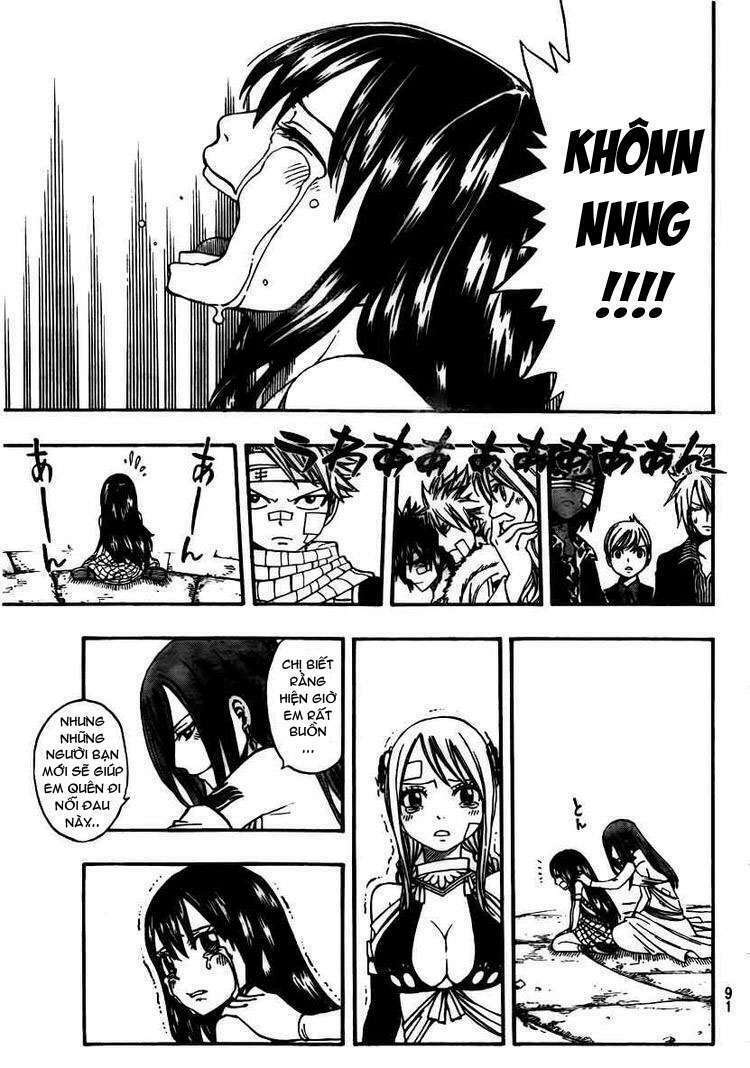 KHÔNN
NNNG
!!!!
うわああぁああああん
あーん
あーん
とん
CHỊ BIẾT
RẰNG
HIỆN GIỜ
EM RẤT
BUỒN
...
NHƯNG
NHỮNG
NGƯỜI BẠN
MỚI SẼ GIÚP
EM QUÊN ĐI
NỖI ĐAU
NÀY..
91